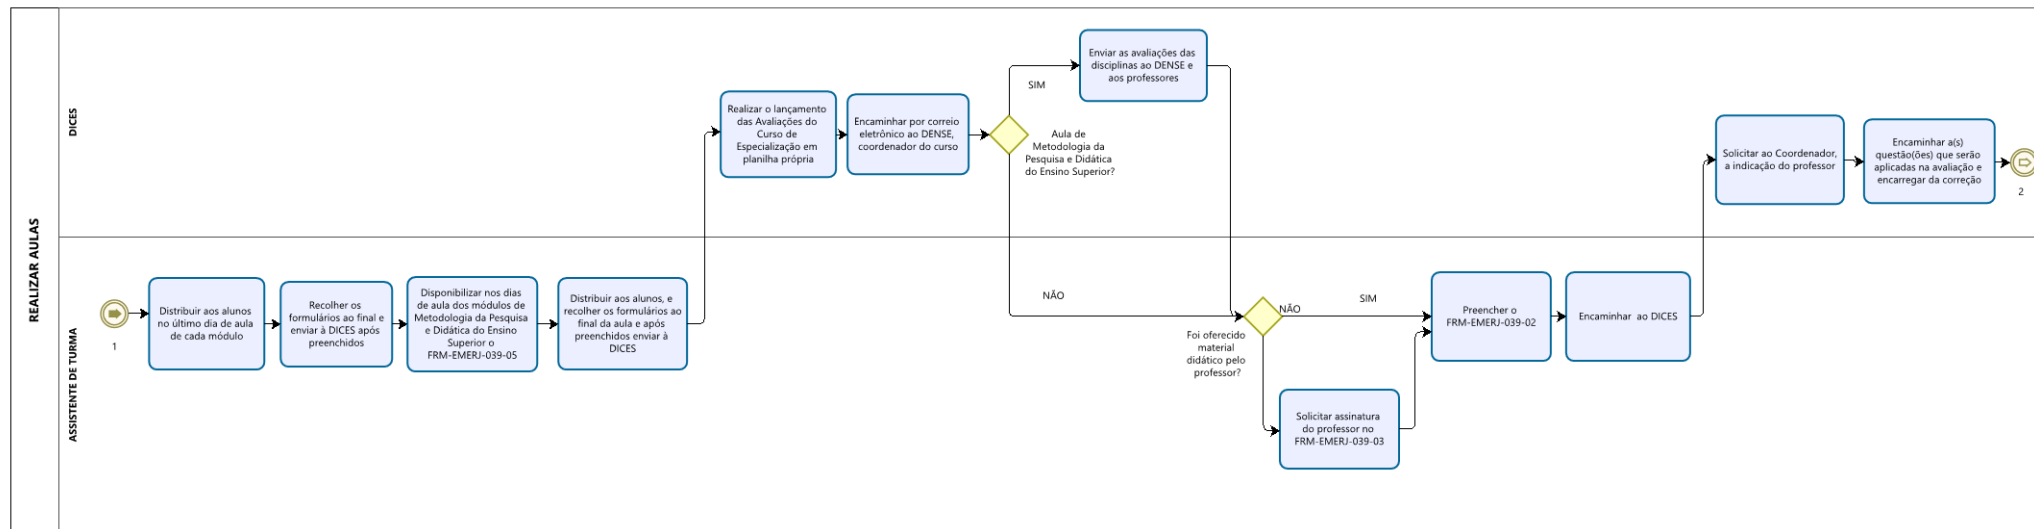 REALIZAR AULAS
DICES
ASSISTENTE DE TURMA
1
Distribuir aos alunos
no último dia de aula
de cada módulo
Recolher os
formulários ao final e
enviar à DICES após
preenchidos
Disponibilizar nos dias
de aula dos módulos de
Metodologia da Pesquisa
e Didática do Ensino
Superior o
FRM-EMERJ-039-05
Distribuir aos alunos, e
recolher os formulários ao
final da aula e após
preenchidos enviar à
DICES
Realizar o lançamento
das Avaliações do
Curso de
Especialização em
planilha própria
Encaminhar por correio
eletrônico ao DENSE,
coordenador do curso
Aula de
Metodologia da
Pesquisa e Didática
do Ensino Superior?
SIM
Enviar as avaliações das
disciplinas ao DENSE e
aos professores
NÃO
Foi oferecido
material
didático pelo
professor?
NÃO
SIM
Solicitar assinatura
do professor no
FRM-EMERJ-039-03
Preencher o
FRM-EMERJ-039-02
Encaminhar ao DICES
Solicitar ao Coordenador,
a indicação do professor
Encaminhar a(s)
questão(ões) que serão
aplicadas na avaliação e
encarregar da correção
2